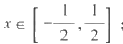 x ∈ [ -1/2 , 1/2 ] ;